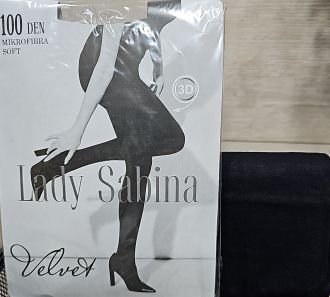 100 DEN
MIKROFIBRA
SOFT
3D
Lady Sabina
Velvet